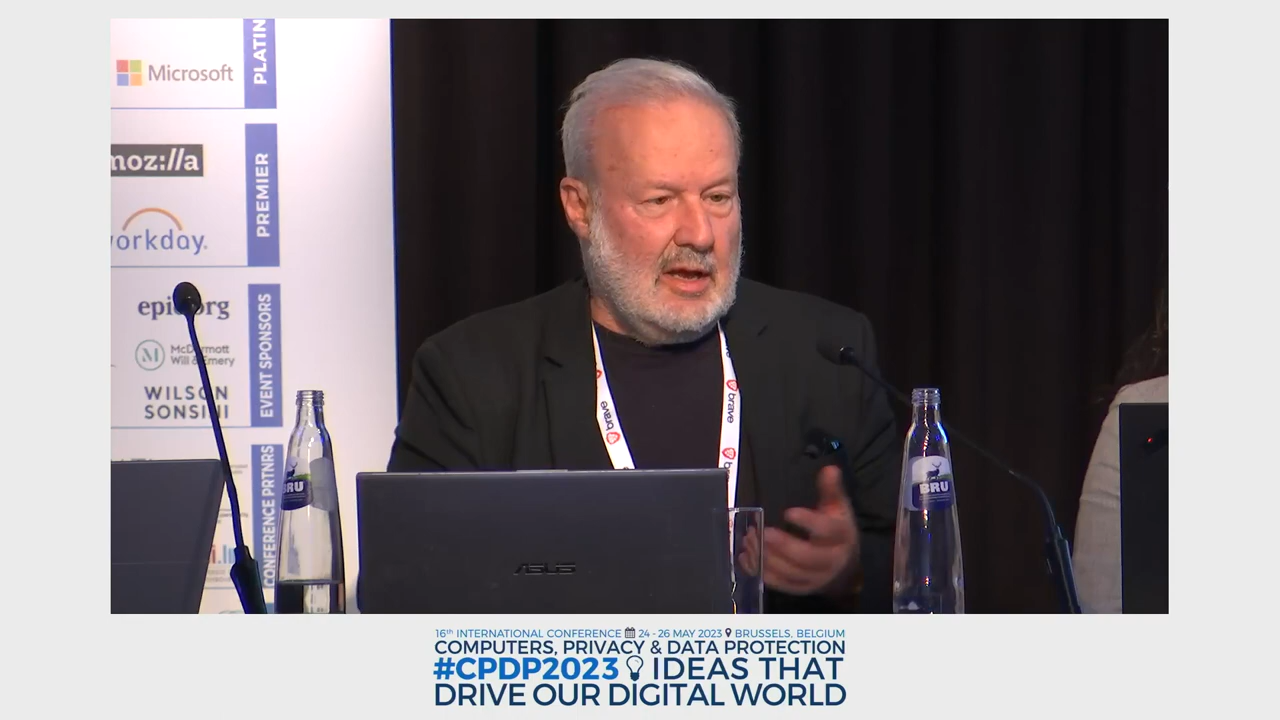 Microsoft
PLATIN
moz://a
PREMIER
workday.
epic.org
McDermott
Will & Emery
WILSON
SONSINI
EVENT SPONSORS
CONFERENCE PRTNRS
BRU
brave
brave
ASUS
BRU
16th INTERNATIONAL CONFERENCE 24 - 26 MAY 2023 BRUSSELS, BELGIUM
COMPUTERS, PRIVACY & DATA PROTECTION
#CPDP2023 IDEAS THAT
DRIVE OUR DIGITAL WORLD